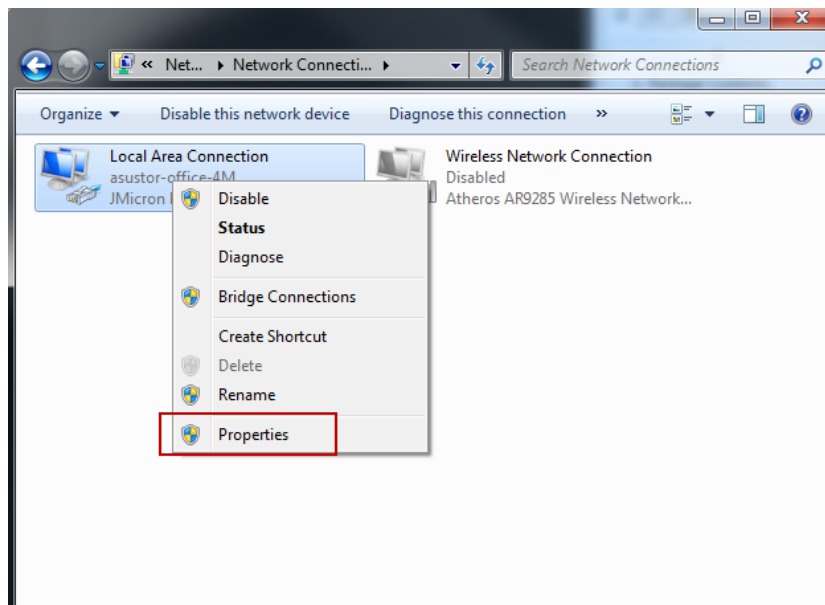 « Net... Network Connecti... Search Network Connections
Organize Disable this network device Diagnose this connection »
Local Area Connection
asustor-office-4M
JMicron
Wireless Network Connection
Disabled
Atheros AR9285 Wireless Network...
Disable
Status
Diagnose
Bridge Connections
Create Shortcut
Delete
Rename
Properties